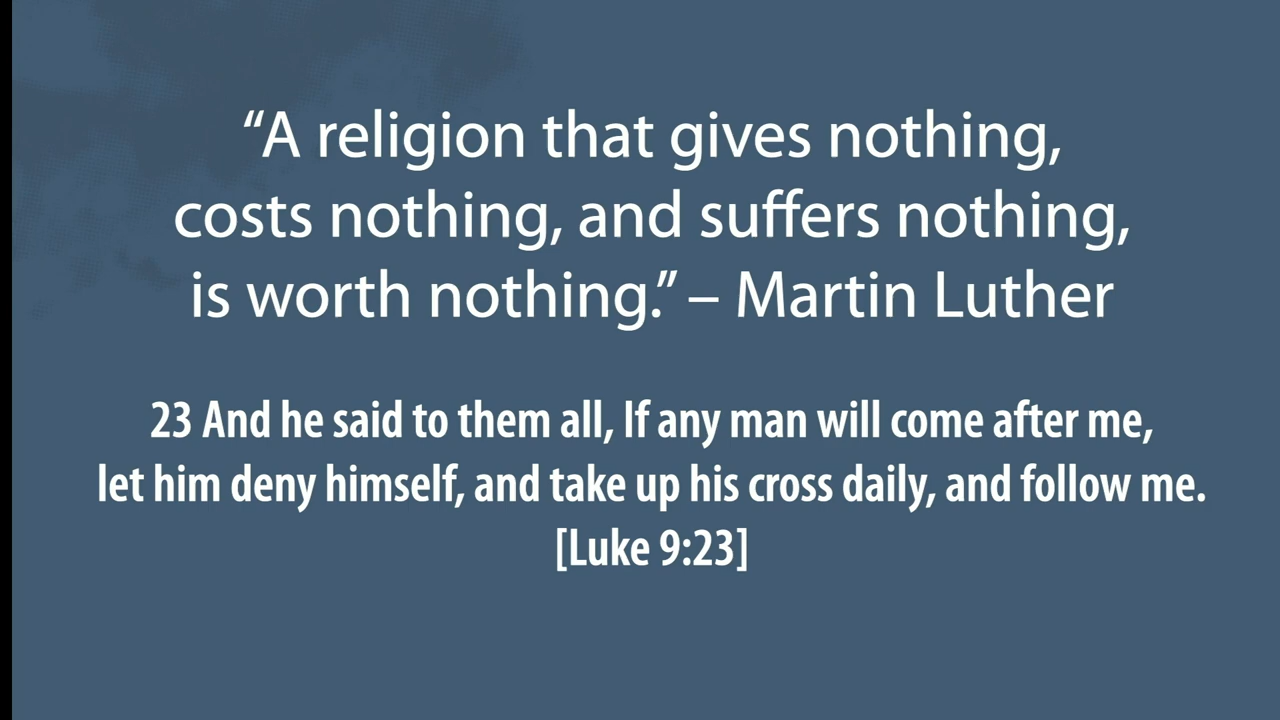 “A religion that gives nothing,
costs nothing, and suffers nothing,
is worth nothing.” – Martin Luther
23 And he said to them all, If any man will come after me,
let him deny himself, and take up his cross daily, and follow me.
[Luke 9:23]